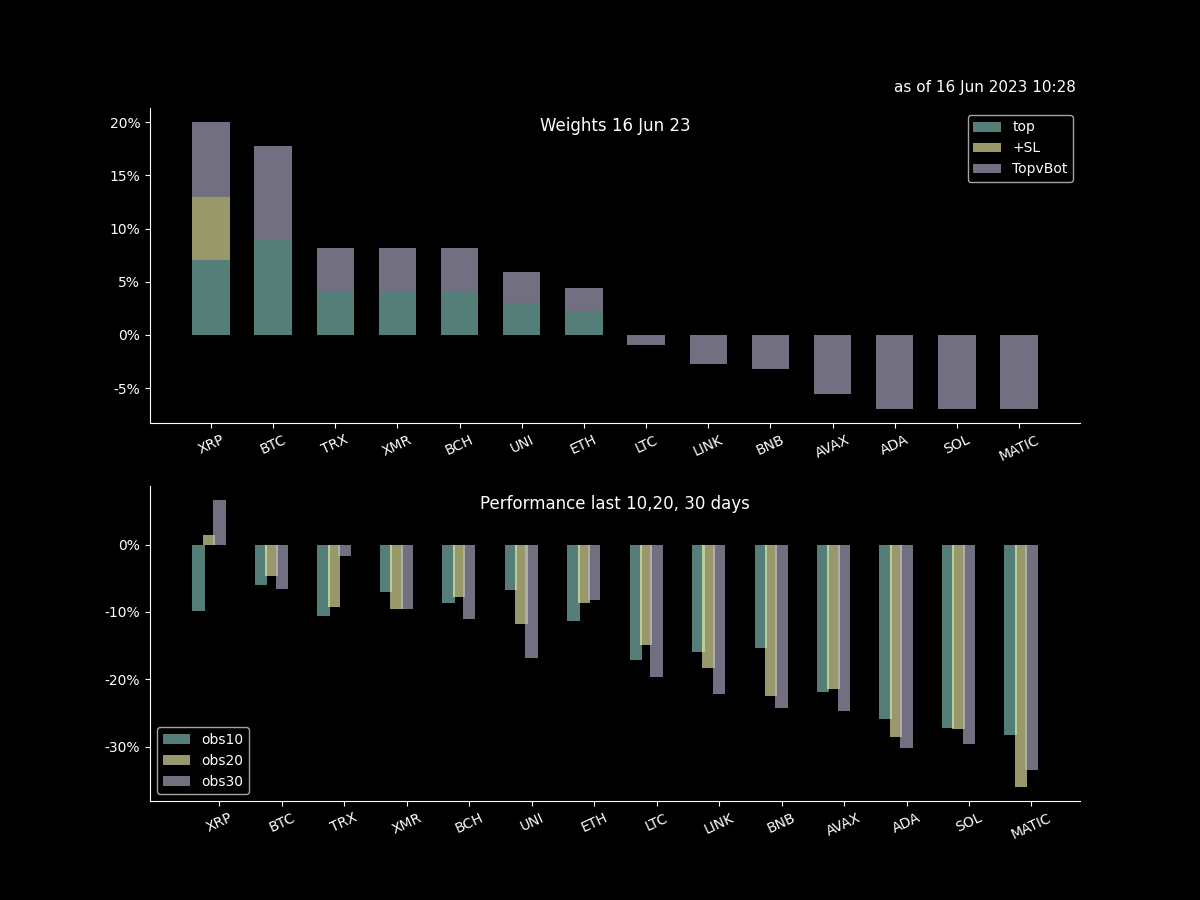 as of 16 Jun 2023 10:28
Weights 16 Jun 23
top
+SL
TopvBot
20%
15%
10%
5%
0%
-5%
XRP BTC TRX XMR BCH UNI ETH LTC LINK BNB AVAX ADA SOL MATIC
Performance last 10,20, 30 days
0%
-10%
-20%
-30%
obs10
obs20
obs30
XRP BTC TRX XMR BCH UNI ETH LTC LINK BNB AVAX ADA SOL MATIC